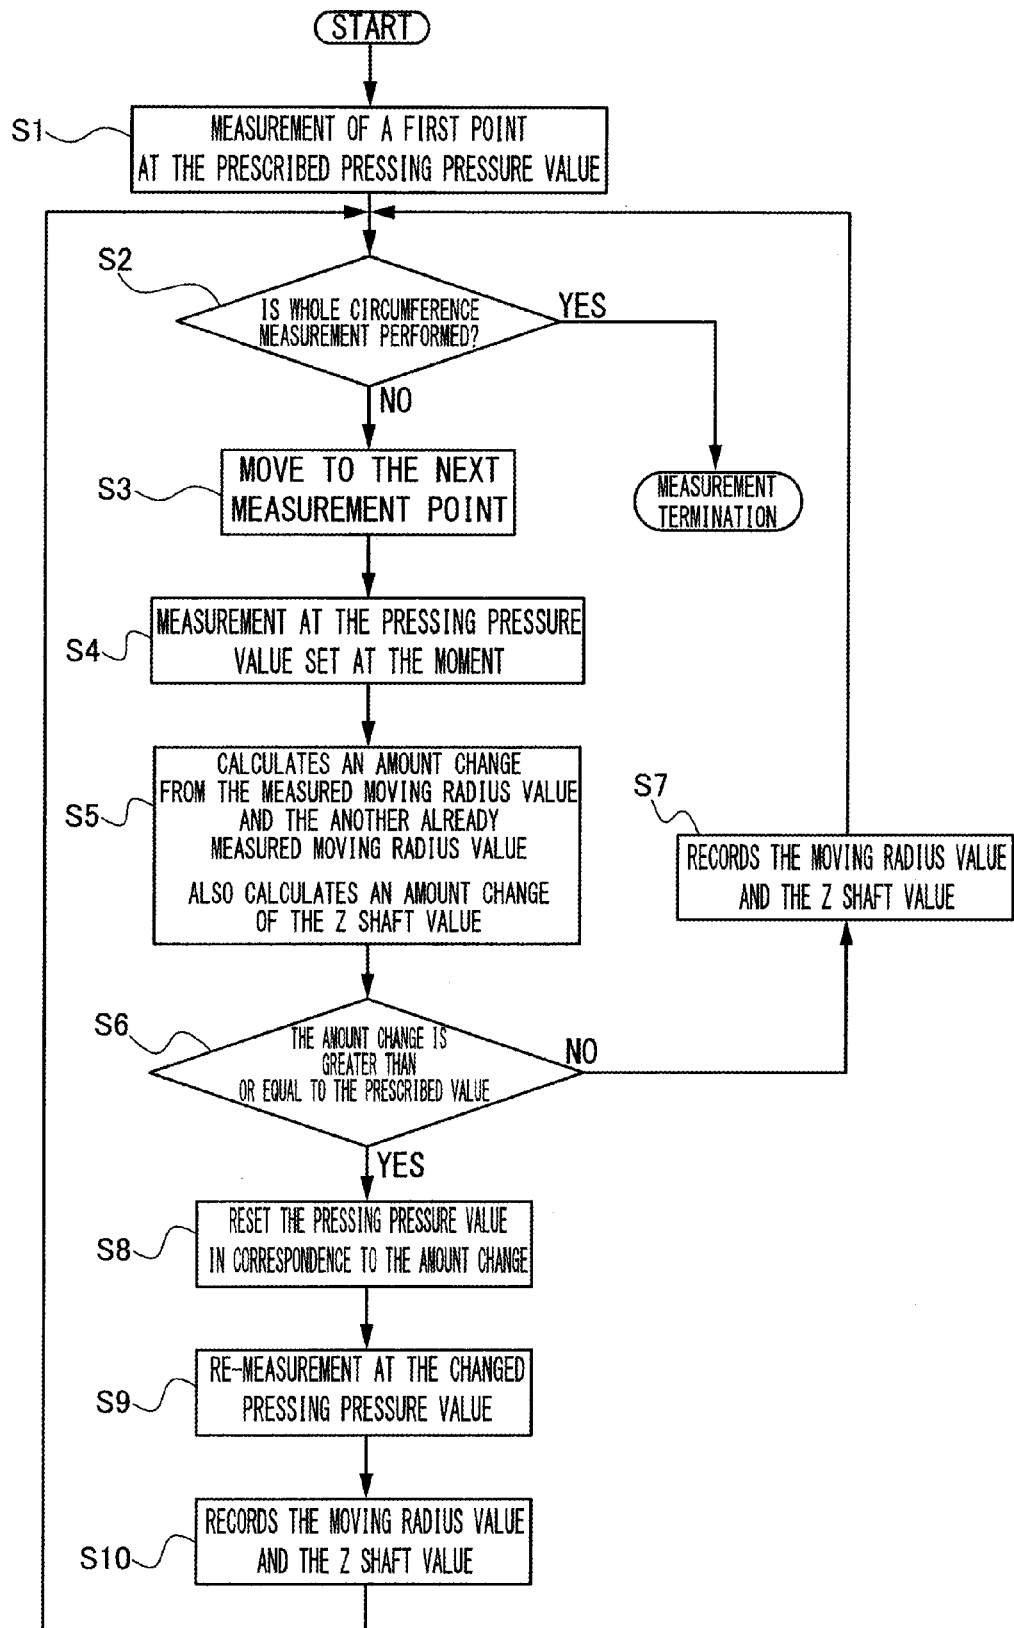 START
S1
MEASUREMENT OF A FIRST POINT
AT THE PRESCRIBED PRESSING PRESSURE VALUE
S2
IS WHOLE CIRCUMFERENCE
MEASUREMENT PERFORMED?
YES
NO
S3
MOVE TO THE NEXT
MEASUREMENT POINT
MEASUREMENT
TERMINATION
S4
MEASUREMENT AT THE PRESSING PRESSURE
VALUE SET AT THE MOMENT
S5
CALCULATES AN AMOUNT CHANGE
FROM THE MEASURED MOVING RADIUS VALUE
AND THE ANOTHER ALREADY
MEASURED MOVING RADIUS VALUE
ALSO CALCULATES AN AMOUNT CHANGE
OF THE Z SHAFT VALUE
S7
RECORDS THE MOVING RADIUS VALUE
AND THE Z SHAFT VALUE
S6
THE AMOUNT CHANGE IS
GREATER THAN
OR EQUAL TO THE PRESCRIBED VALUE
NO
YES
S8
RESET THE PRESSING PRESSURE VALUE
IN CORRESPONDENCE TO THE AMOUNT CHANGE
S9
RE-MEASUREMENT AT THE CHANGED
PRESSING PRESSURE VALUE
S10
RECORDS THE MOVING RADIUS VALUE
AND THE Z SHAFT VALUE